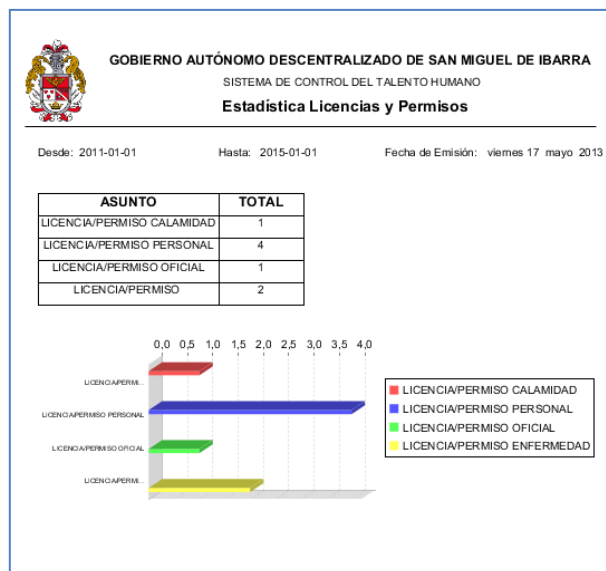 GOBIERNO AUTÓNOMO DESCENTRALIZADO DE SAN MIGUEL DE IBARRA
SISTEMA DE CONTROL DEL TALENTO HUMANO
Estadística Licencias y Permisos
Desde: 2011-01-01 Hasta: 2015-01-01 Fecha de Emisión: viernes 17 mayo 2013
ASUNTO TOTAL
LICENCIA/PERMISO CALAMIDAD 1
LICENCIA/PERMISO PERSONAL 4
LICENCIA/PERMISO OFICIAL 1
LICENCIA/PERMISO 2
0,0 0,5 1,0 1,5 2,0 2,5 3,0 3,5 4,0
LICENCIA/PERMI...
LICENCIA/PERMISO PERSONAL
LICENCIA/PERMISO OFICIAL
LICENCIA/PERMI...
LICENCIA/PERMISO CALAMIDAD
LICENCIA/PERMISO PERSONAL
LICENCIA/PERMISO OFICIAL
LICENCIA/PERMISO ENFERMEDAD